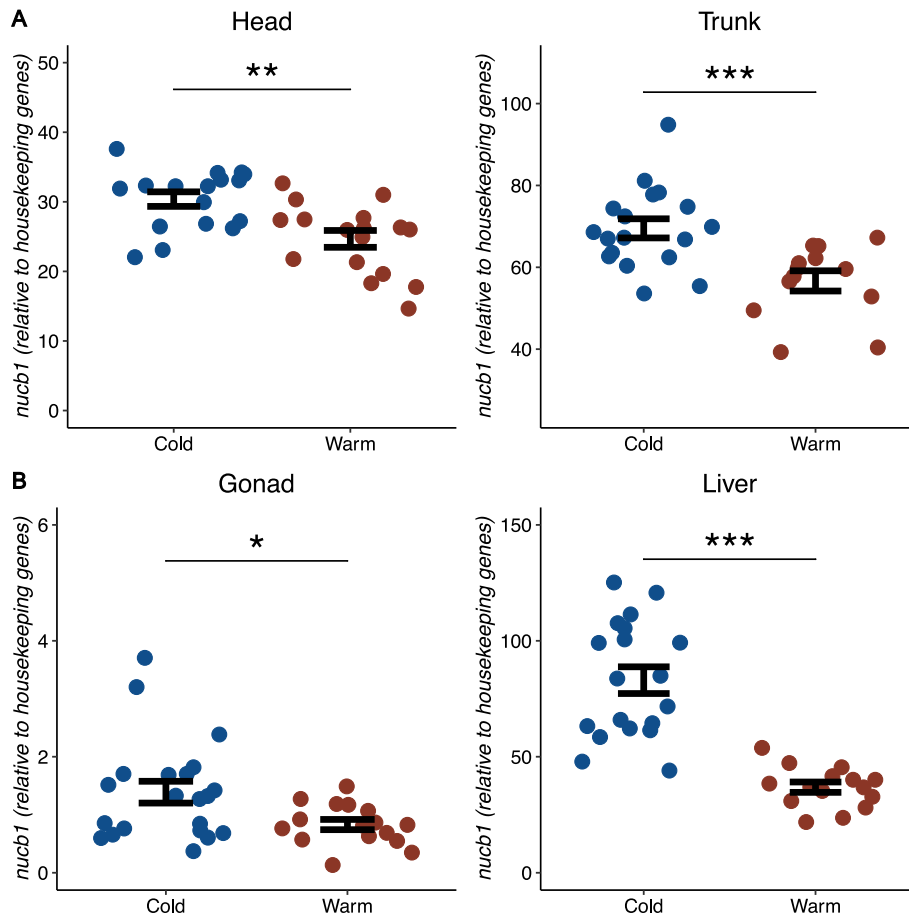 A
Head
Trunk
nucb1 (relative to housekeeping genes)
50
40
30
20
10
0
**
Cold
Warm
nucb1 (relative to housekeeping genes)
100
80
60
40
***
Cold
Warm
B
Gonad
Liver
nucb1 (relative to housekeeping genes)
6
4
2
0
*
Cold
Warm
nucb1 (relative to housekeeping genes)
150
100
50
0
***
Cold
Warm